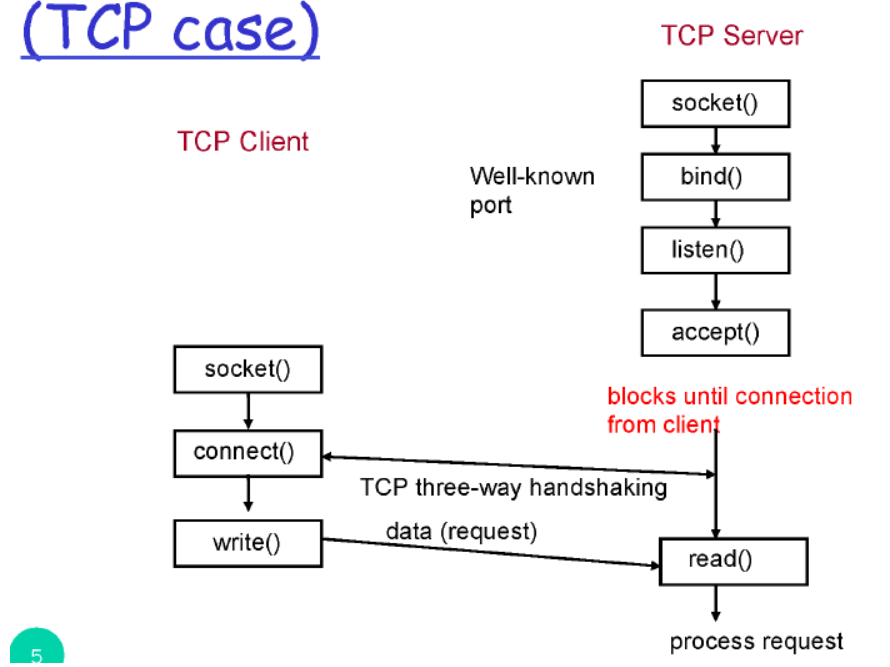 (TCP case)
TCP Server
socket()
TCP Client
Well-known
port
bind()
listen()
accept()
socket()
blocks until connection
from client
connect()
TCP three-way handshaking
data (request)
write()
read()
process request
5